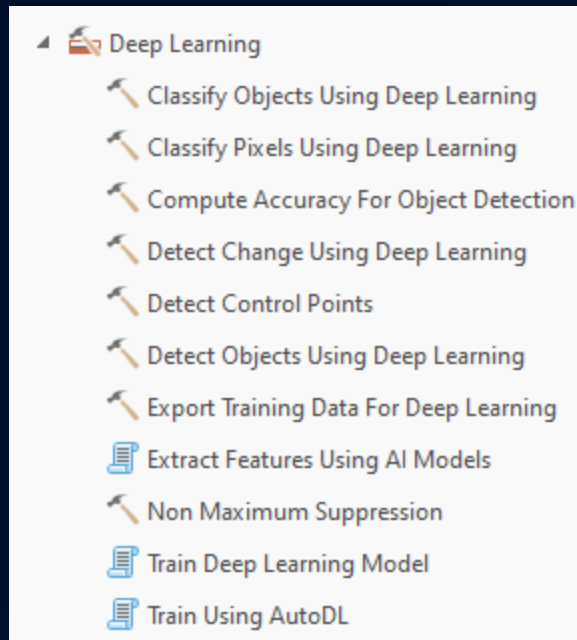 Deep Learning
Classify Objects Using Deep Learning
Classify Pixels Using Deep Learning
Compute Accuracy For Object Detection
Detect Change Using Deep Learning
Detect Control Points
Detect Objects Using Deep Learning
Export Training Data For Deep Learning
Extract Features Using AI Models
Non Maximum Suppression
Train Deep Learning Model
Train Using AutoDL